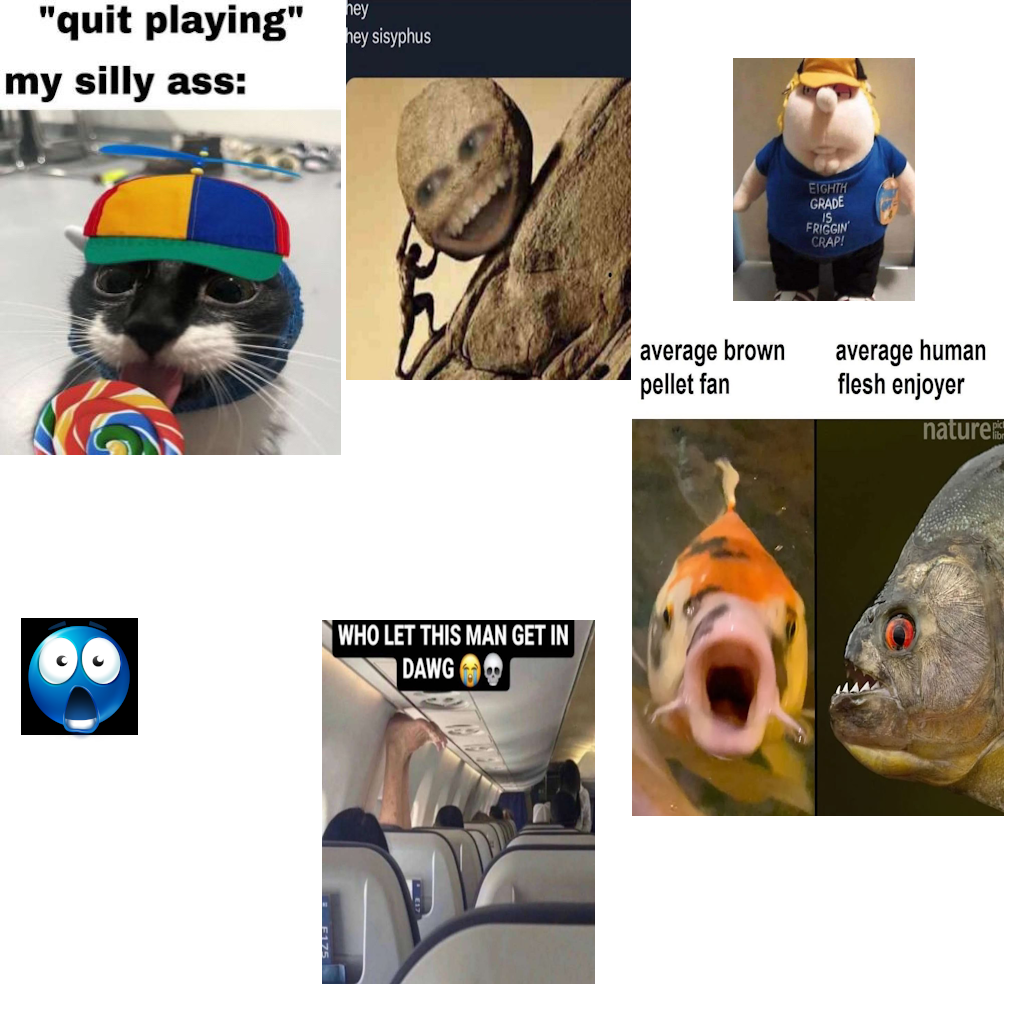 "quit playing"
my silly ass:
hey
hey sisyphus
EIGHTH
GRADE
IS
FRIGGIN'
CRAP!
average brown
pellet fan
average human
flesh enjoyer
nature
WHO LET THIS MAN GET IN
DAWG 😭💀
E175